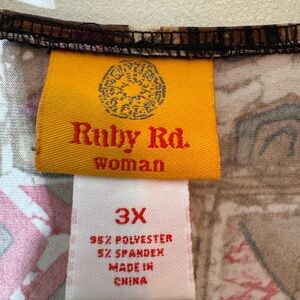 Ruby Rd.
woman
3X
95% POLYESTER
5% SPANDEX
MADE IN
CHINA